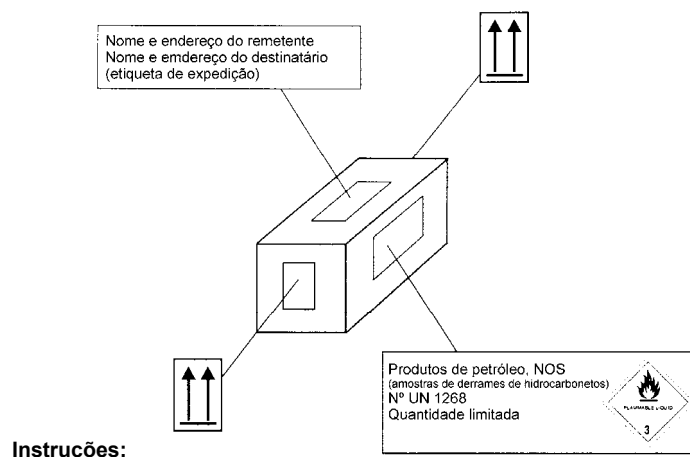 Nome e endereço do remetente
Nome e emdereço do destinatário
(etiqueta de expedição)
Produtos de petróleo, NOS
(amostras de derrames de hidrocarbonetos)
Nº UN 1268
Quantidade limitada
FLAMMABLE LIQUID
3
Instruções: